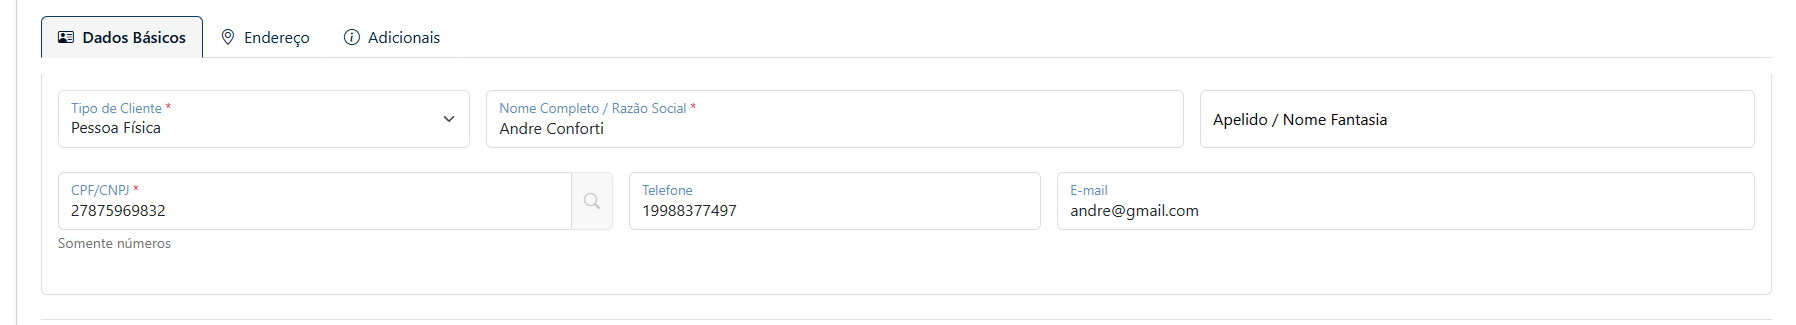 Dados Básicos Endereço Adicionais
Tipo de Cliente * Nome Completo / Razão Social *
Pessoa Física Andre Conforti Apelido / Nome Fantasia
CPF/CNPJ * Telefone E-mail
27875969832 19988377497 andre@gmail.com
Somente números